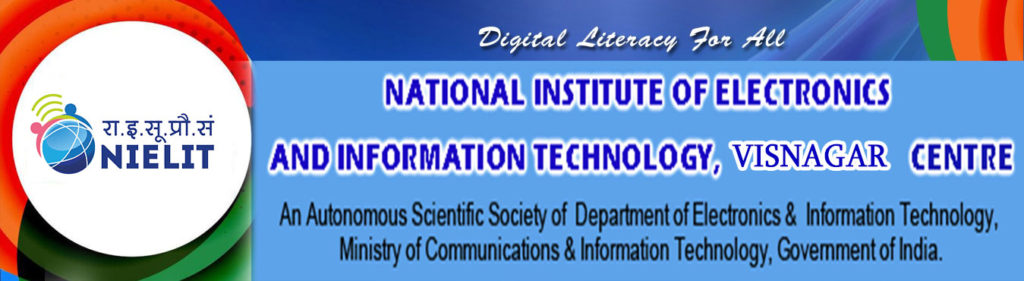 Digital Literacy For All
रा.इ.सू.प्रौ.सं
NIELIT
NATIONAL INSTITUTE OF ELECTRONICS
AND INFORMATION TECHNOLOGY, VISNAGAR CENTRE
An Autonomous Scientific Society of Department of Electronics & Information Technology,
Ministry of Communications & Information Technology, Government of India.